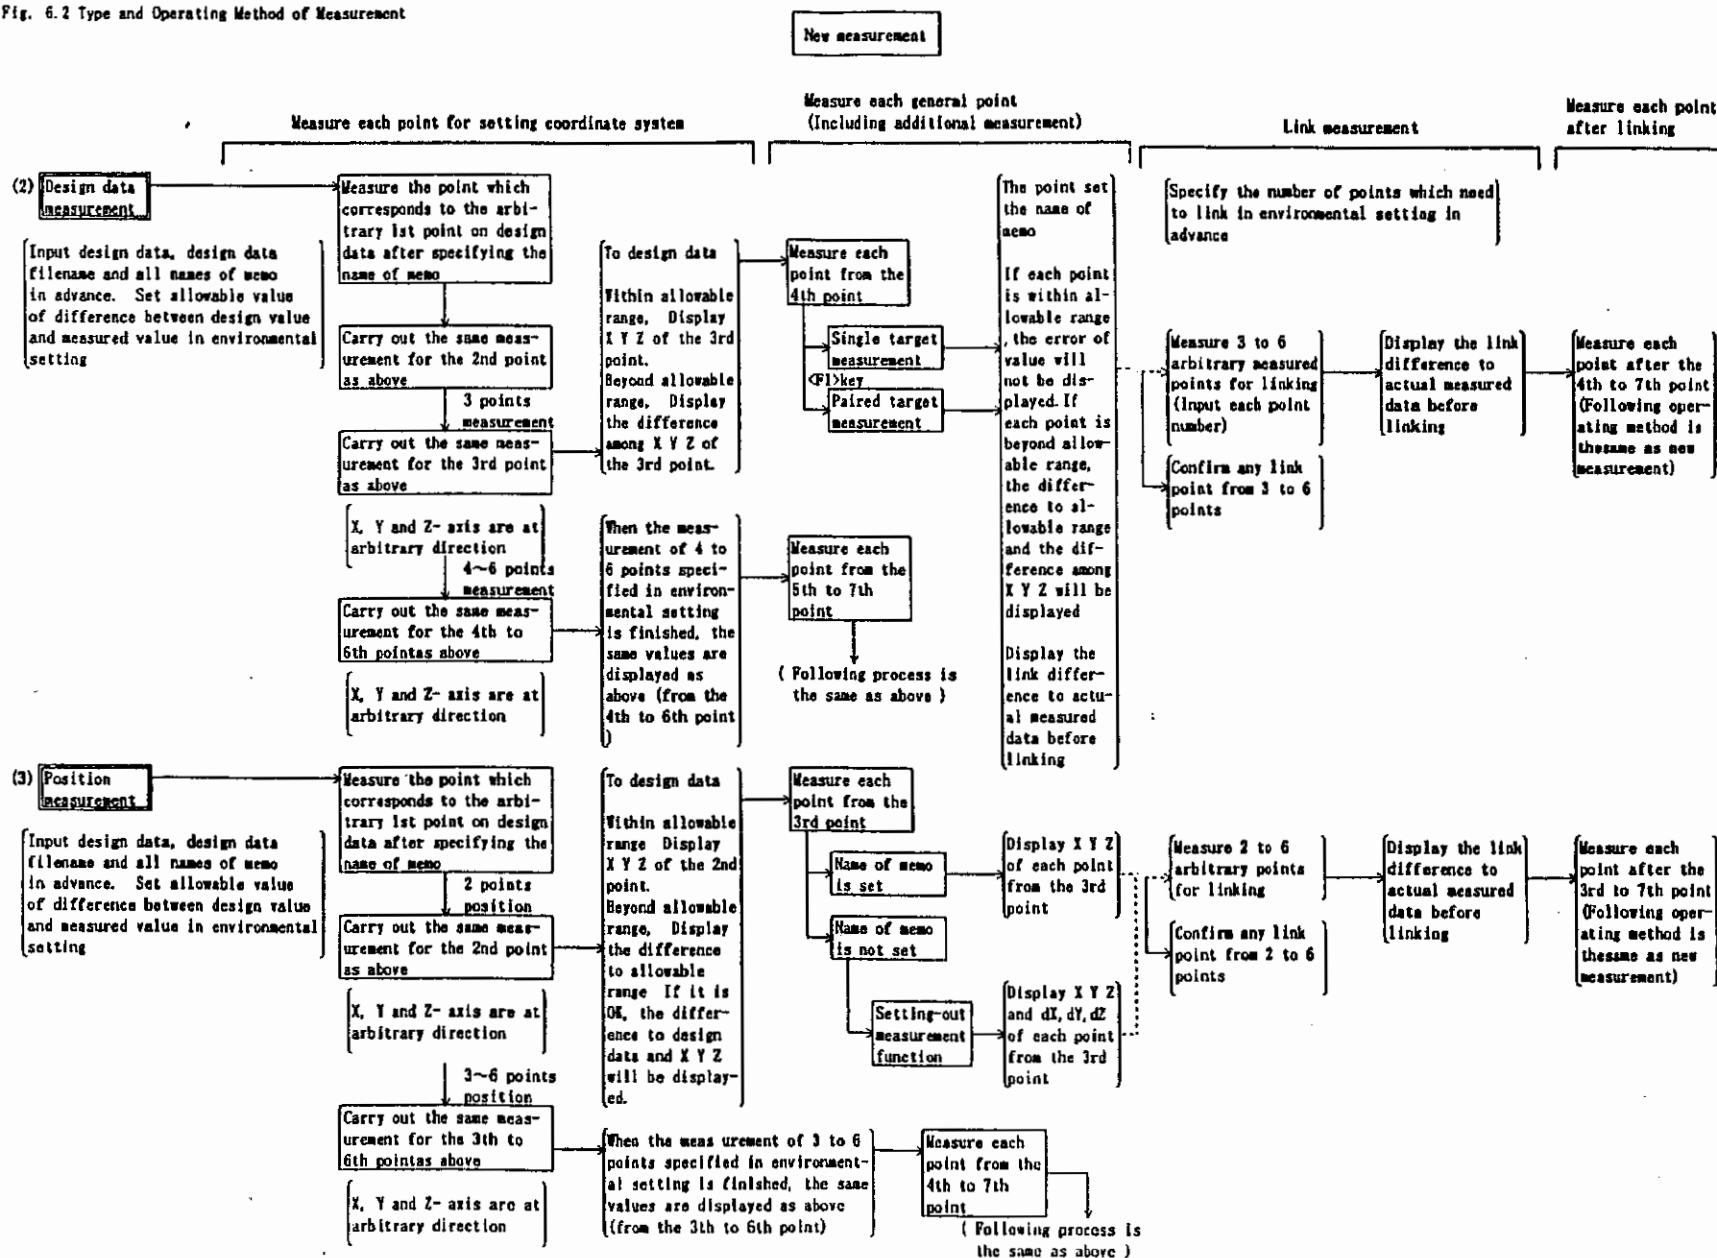 Fig. 6.2 Type and Operating Method of Measurement
New measurement
Measure each point for setting coordinate system
Measure each general point
(Including additional measurement)
Link measurement
Measure each point
after linking
(2)
Design data
measurement
Input design data, design data
filename and all names of memo
in advance. Set allowable value
of difference between design value
and measured value in environmental
setting
Measure the point which
corresponds to the arbi-
trary 1st point on design
data after specifying the
name of memo
Carry out the same mea-
surement for the 2nd point
as above
3 points
measurement
Carry out the same mea-
surement for the 3rd point
as above
X, Y and Z- axis are at
arbitrary direction
4~6 points
measurement
Carry out the same meas-
urement for the 4th to
6th pointas above
X, Y and Z- axis are at
arbitrary direction
To design data
Within allowable
range, Display
X Y Z of the 3rd
point.
Beyond allowable
range, Display
the difference
among X Y Z of
the 3rd point.
When the meas-
urement of 4 to
6 points speci-
fied in environ-
mental setting
is finished, the
same values are
displayed as
above (from the
4th to 6th point
)
Measure each
point from the
4th point
Single target
measurement
<F1>key
Paired target
measurement
Measure each
point from the
5th to 7th
point
( Following process is
the same as above )
The point set
the name of
memo
If each point
is within al-
lowable range
, the error of
value will
not be dis-
played. If
each point is
beyond allow-
able range,
the differ-
ence to al-
lowable range
and the dif-
ference among
X Y Z will be
displayed
Display the
link differ-
ence to actu-
al measured
data before
linking
Specify the number of points which need
to link in environmental setting in
advance
Measure 3 to 6
arbitrary measured
points for linking
(Input each point
number)
Confirm any link
point from 3 to 6
points
Display the link
difference to
actual measured
data before
linking
Measure each
point after the
4th to 7th point
(Following oper-
ating method is
thesame as new
measurement)
(3)
Position
measurement
Input design data, design data
filename and all names of memo
in advance. Set allowable value
of difference between design value
and measured value in environmental
setting
Measure the point which
corresponds to the arbi-
trary 1st point on design
data after specifying the
name of memo
2 points
position
Carry out the same mea-
surement for the 2nd point
as above
X, Y and Z- axis are at
arbitrary direction
3~6 points
position
Carry out the same meas-
urement for the 3th to
6th pointas above
X, Y and Z- axis are at
arbitrary direction
To design data
Within allowable
range Display
X Y Z of the 2nd
point.
Beyond allowable
range, Display
the difference
to allowable
range If it is
OK, the differ-
ence to design
data and X Y Z
will be display-
ed.
When the meas urement of 3 to 6
points specified in environment-
al setting is finished, the same
values are displayed as above
(from the 3th to 6th point)
Measure each
point from the
3rd point
Name of memo
is set
Name of memo
is not set
Setting-out
measurement
function
Display X Y Z
of each point
from the 3rd
point
Display X Y Z
and dX, dY, dZ
of each point
from the 3rd
point
Measure each
point from the
4th to 7th
point
( Following process is
the same as above )
Measure 2 to 6
arbitrary points
for linking
Confirm any link
point from 2 to 6
points
Display the link
difference to
actual measured
data before
linking
Measure each
point after the
3rd to 7th point
(Following oper-
ating method is
thesame as new
measurement)